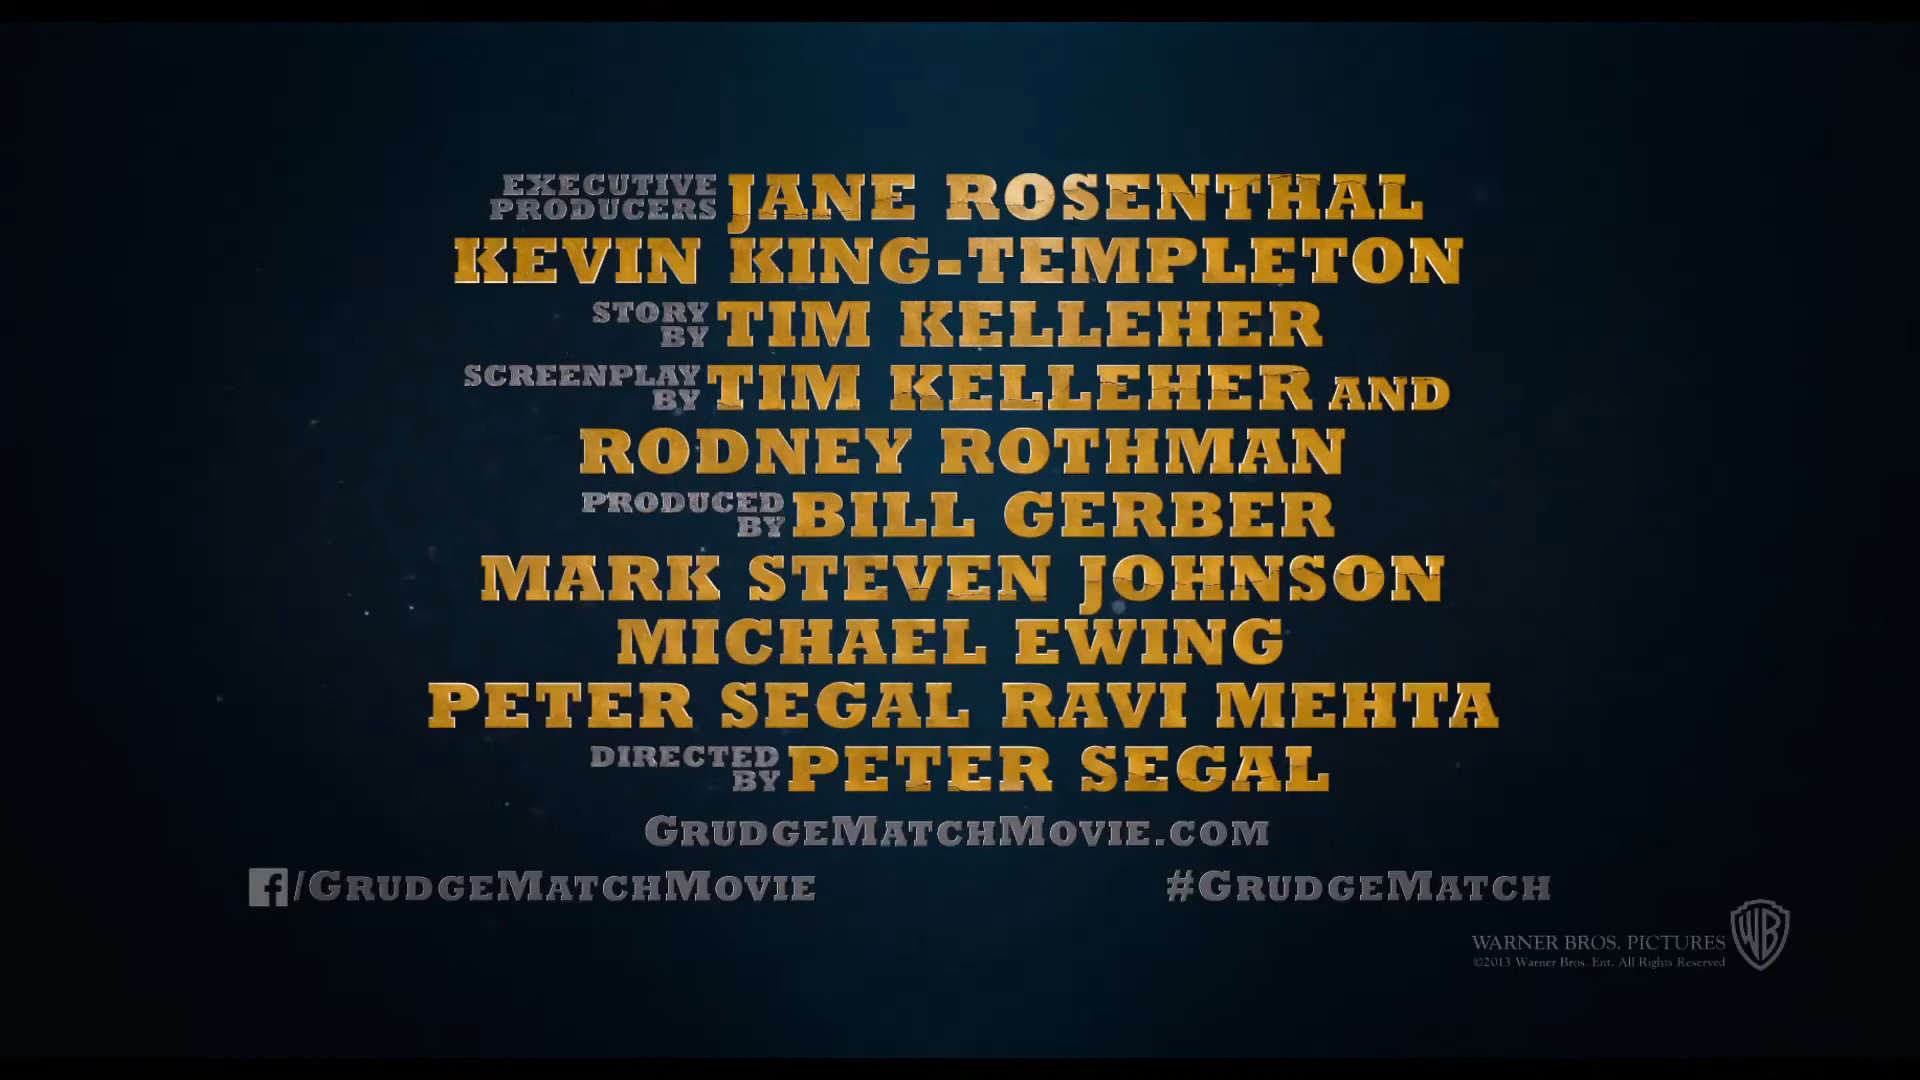 EXECUTIVE PRODUCERS JANE ROSENTHAL
KEVIN KING-TEMPLETON
STORY BY TIM KELLEHER
SCREENPLAY BY TIM KELLEHER AND
RODNEY ROTHMAN
PRODUCED BY BILL GERBER
MARK STEVEN JOHNSON
MICHAEL EWING
PETER SEGAL RAVI MEHTA
DIRECTED BY PETER SEGAL
GRUDGEMATCHMOVIE.COM
f/GRUDGEMATCHMOVIE #GRUDGEMATCH
WARNER BROS. PICTURES WB
©2013 Warner Bros. Ent. All Rights Reserved